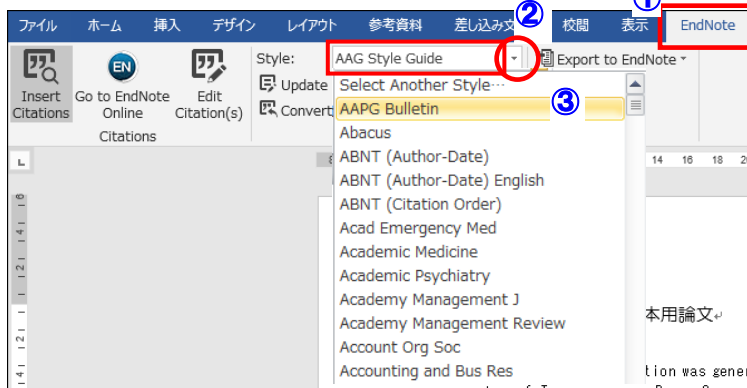 ①
ファイル ホーム 挿入 デザイン レイアウト 参考資料 差し込み文 ② 校閲 表示 EndNote
Style: AAG Style Guide Export to EndNote
Insert Citations Go to EndNote Online Edit Citation(s)
Update
Convert
Citations
Select Another Style...
AAPG Bulletin ③
Abacus
ABNT (Author-Date)
ABNT (Author-Date) English
ABNT (Citation Order)
Acad Emergency Med
Academic Medicine
Academic Psychiatry
Academy Management J
Academy Management Review
Account Org Soc
Accounting and Bus Res
14 16 18
本用論文
tion was gener